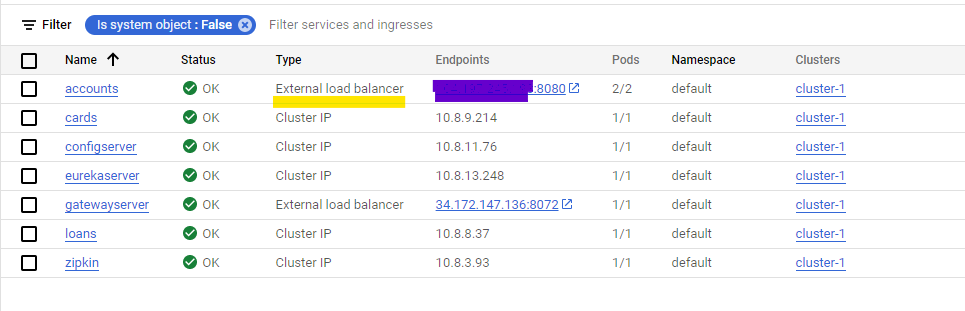 Filter Is system object : False Filter services and ingresses
Name Status Type Endpoints Pods Namespace Clusters
accounts OK External load balancer :8080 2/2 default cluster-1
cards OK Cluster IP 10.8.9.214 1/1 default cluster-1
configserver OK Cluster IP 10.8.11.76 1/1 default cluster-1
eurekaserver OK Cluster IP 10.8.13.248 1/1 default cluster-1
gatewayserver OK External load balancer 34.172.147.136:8072 1/1 default cluster-1
loans OK Cluster IP 10.8.8.37 1/1 default cluster-1
zipkin OK Cluster IP 10.8.3.93 1/1 default cluster-1